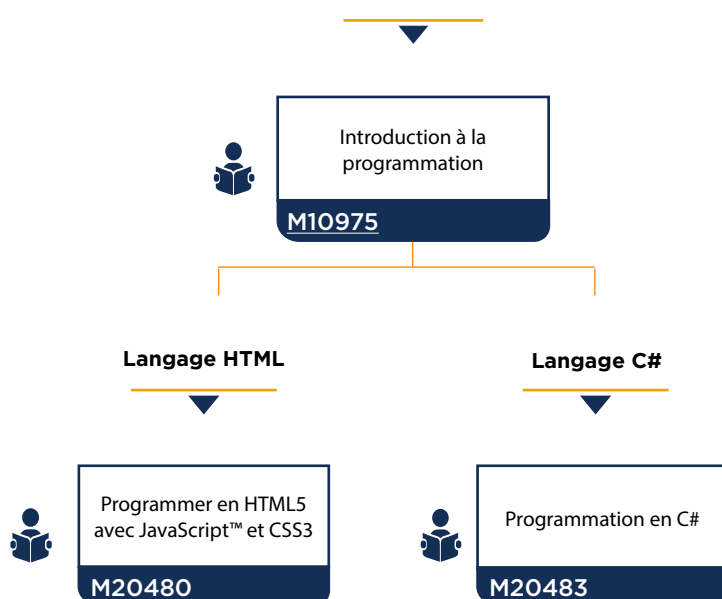 Introduction à la
programmation
M10975
Langage HTML
Langage C#
Programmer en HTML5
avec JavaScript™ et CSS3
Programmation en C#
M20480
M20483